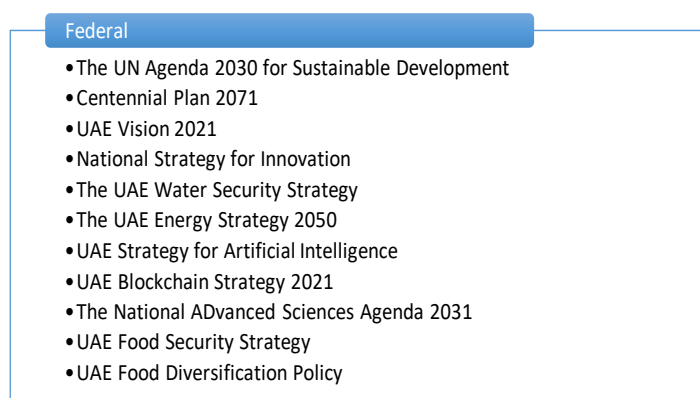 Federal
•The UN Agenda 2030 for Sustainable Development
•Centennial Plan 2071
•UAE Vision 2021
•National Strategy for Innovation
•The UAE Water Security Strategy
•The UAE Energy Strategy 2050
•UAE Strategy for Artificial Intelligence
•UAE Blockchain Strategy 2021
•The National ADvanced Sciences Agenda 2031
•UAE Food Security Strategy
•UAE Food Diversification Policy